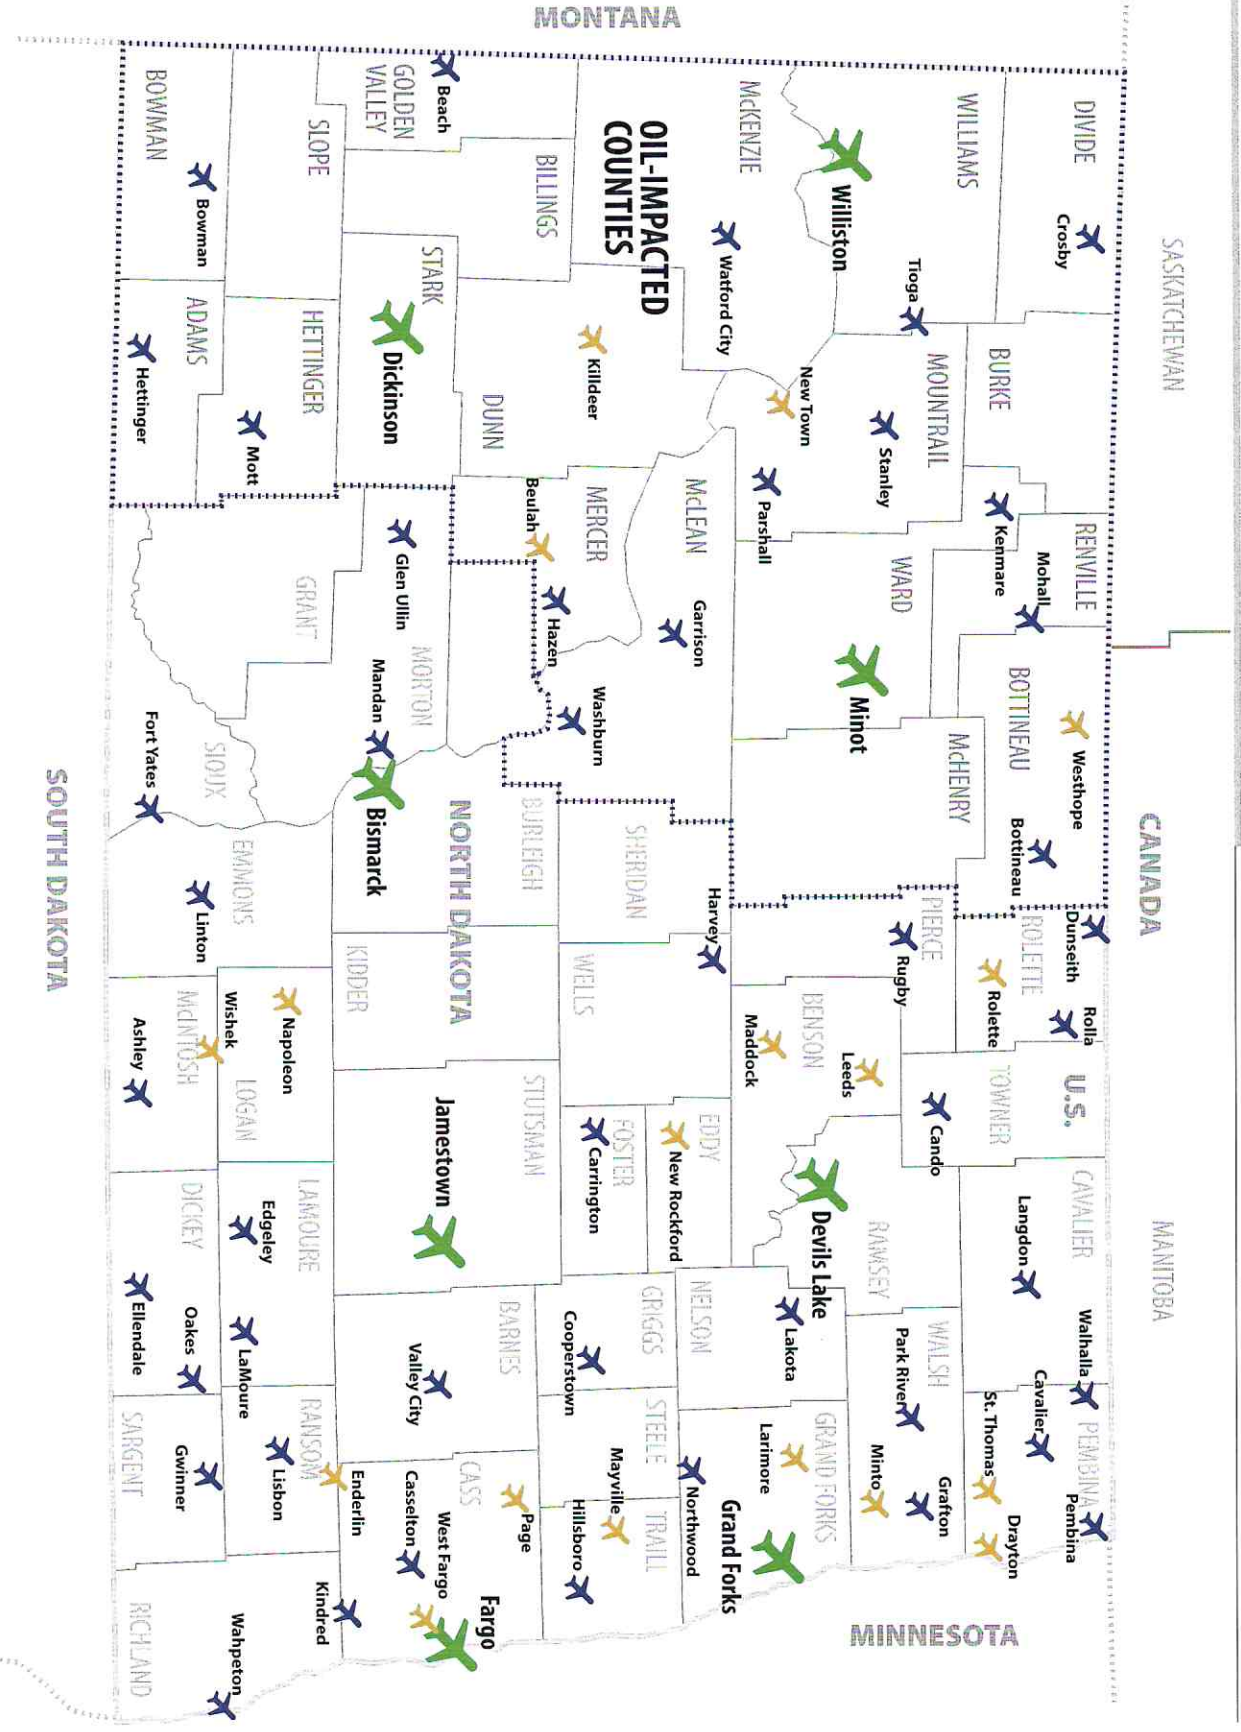 SASKATCHEWAN
MANITOBA
CANADA
U.S.
MONTANA
DIVIDE
Crosby
BURKE
RENVILLE
Mohall
Kenmare
BOTTINEAU
Westhope
Bottineau
ROLETTE
Dunseith
Rolla
Rolette
TOWNER
Cando
CAVALIER
Langdon
Walhalla
Cavalier
PEMBINA
Pembina
St. Thomas
Drayton
WILLIAMS
Tioga
Williston
MOUNTRAIL
Stanley
New Town
Parshall
WARD
Minot
McHENRY
PIERCE
Rugby
BENSON
Leeds
Maddock
RAMSEY
Devils Lake
WALSH
Park River
Grafton
Minto
McKENZIE
Watford City
OIL-IMPACTED
COUNTIES
McLEAN
Garrison
Washburn
SHERIDAN
Harvey
WELLS
EDDY
New Rockford
FOSTER
Carrington
NELSON
Lakota
GRAND FORKS
Larimore
Grand Forks
Northwood
MINNESOTA
GOLDEN
VALLEY
Beach
BILLINGS
DUNN
Killdeer
MERCER
Beulah
Hazen
GRIGGS
Cooperstown
STEELE
TRAILL
Mayville
Hillsboro
STARK
Dickinson
MORTON
Glen Ullin
Mandan
Bismarck
BURLEIGH
NORTH DAKOTA
KIDDER
STUTSMAN
Jamestown
BARNES
Valley City
CASS
Page
Casselton
West Fargo
Fargo
SLOPE
HETTINGER
Mott
GRANT
SIOUX
Fort Yates
EMMONS
Linton
LOGAN
Napoleon
Wishek
LAMOURE
Edgeley
LaMoure
RANSOM
Enderlin
Lisbon
Kindred
BOWMAN
Bowman
ADAMS
Hettinger
McINTOSH
Ashley
DICKEY
Ellendale
Oakes
SARGENT
Gwinner
RICHLAND
Wahpeton
SOUTH DAKOTA